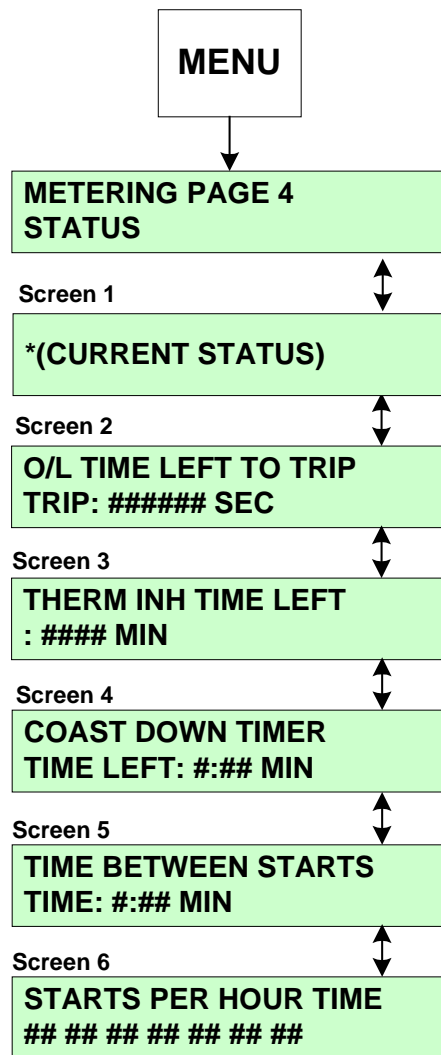 MENU
METERING PAGE 4
STATUS
Screen 1
*(CURRENT STATUS)
Screen 2
O/L TIME LEFT TO TRIP
TRIP: ###### SEC
Screen 3
THERM INH TIME LEFT
: #### MIN
Screen 4
COAST DOWN TIMER
TIME LEFT: #:## MIN
Screen 5
TIME BETWEEN STARTS
TIME: #:## MIN
Screen 6
STARTS PER HOUR TIME
## ## ## ## ## ## ##